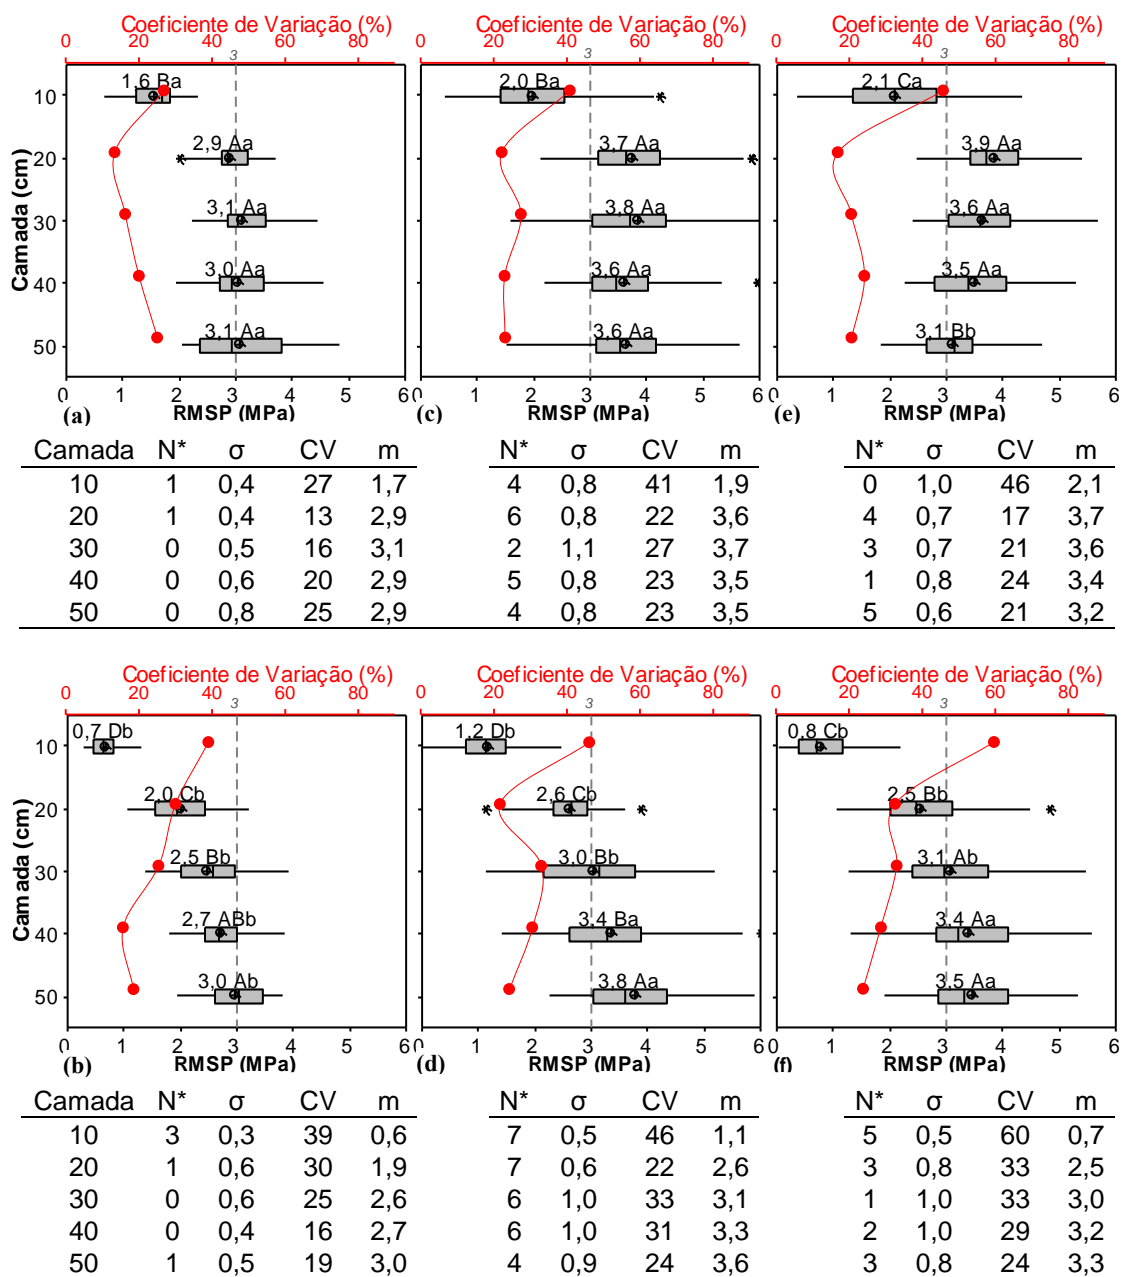 Coeficiente de Variação (%) Coeficiente de Variação (%) Coeficiente de Variação (%)
0 20 40 60 80 0 20 40 60 80 0 20 40 60 80
3 3 3
Camada (cm)
10 1,6 Ba 2,0 Ba 2,1 Ca
20 2,9 Aa 3,7 Aa 3,9 Aa
30 3,1 Aa 3,8 Aa 3,6 Aa
40 3,0 Aa 3,6 Aa 3,5 Aa
50 3,1 Aa 3,6 Aa 3,1 Bb
0 1 2 3 4 5 6 0 1 2 3 4 5 6 0 1 2 3 4 5 6
(a) RMSP (MPa) (c) RMSP (MPa) (e) RMSP (MPa)
Camada N* σ CV m N* σ CV m N* σ CV m
10 1 0,4 27 1,7 4 0,8 41 1,9 0 1,0 46 2,1
20 1 0,4 13 2,9 6 0,8 22 3,6 4 0,7 17 3,7
30 0 0,5 16 3,1 2 1,1 27 3,7 3 0,7 21 3,6
40 0 0,6 20 2,9 5 0,8 23 3,5 1 0,8 24 3,4
50 0 0,8 25 2,9 4 0,8 23 3,5 5 0,6 21 3,2
Coeficiente de Variação (%) Coeficiente de Variação (%) Coeficiente de Variação (%)
0 20 40 60 80 0 20 40 60 80 0 20 40 60 80
3 3 3
Camada (cm)
10 0,7 Db 1,2 Db 0,8 Cb
20 2,0 Cb 2,6 Cb 2,5 Bb
30 2,5 Bb 3,0 Bb 3,1 Ab
40 2,7 ABb 3,4 Ba 3,4 Aa
50 3,0 Ab 3,8 Aa 3,5 Aa
0 1 2 3 4 5 6 0 1 2 3 4 5 6 0 1 2 3 4 5 6
(b) RMSP (MPa) (d) RMSP (MPa) (f) RMSP (MPa)
Camada N* σ CV m N* σ CV m N* σ CV m
10 3 0,3 39 0,6 7 0,5 46 1,1 5 0,5 60 0,7
20 1 0,6 30 1,9 7 0,6 22 2,6 3 0,8 33 2,5
30 0 0,6 25 2,6 6 1,0 33 3,1 1 1,0 33 3,0
40 0 0,4 16 2,7 6 1,0 31 3,3 2 1,0 29 3,2
50 1 0,5 19 3,0 4 0,9 24 3,6 3 0,8 24 3,3